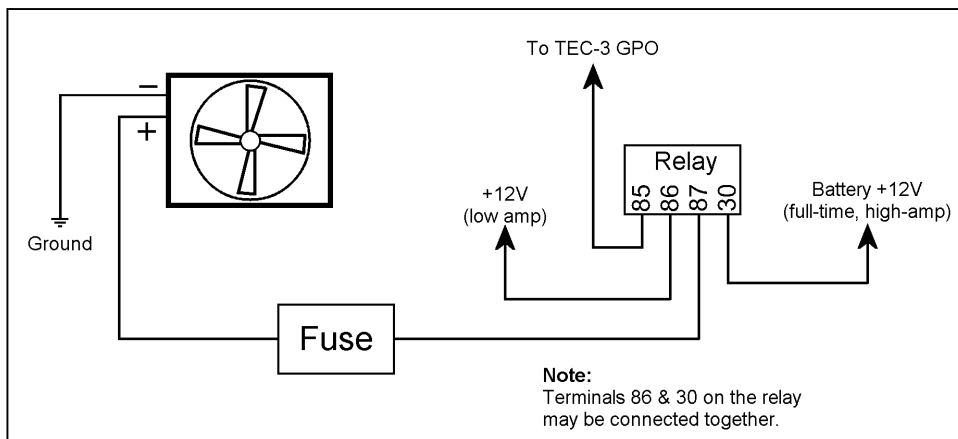 To TEC-3 GPO
−
+
Ground
Relay
85 86 87 30
+12V
(low amp)
Battery +12V
(full-time, high-amp)
Fuse
Note:
Terminals 86 & 30 on the relay
may be connected together.